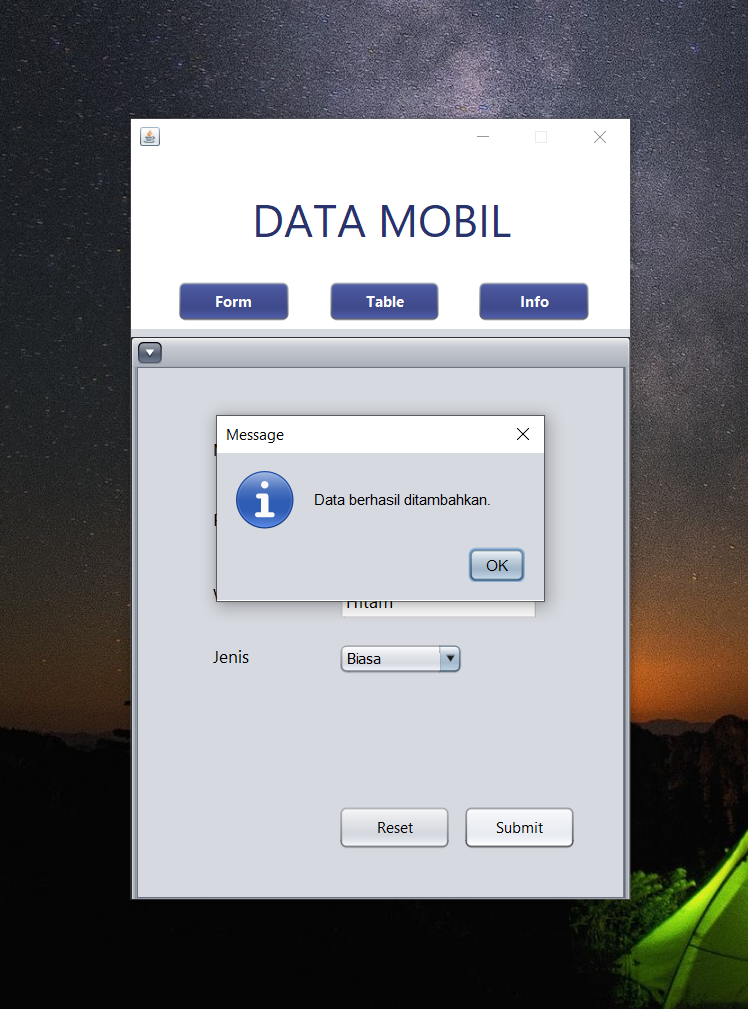 DATA MOBIL
Form
Table
Info
Message
Data berhasil ditambahkan.
OK
Hitam
Jenis
Biasa
Reset
Submit